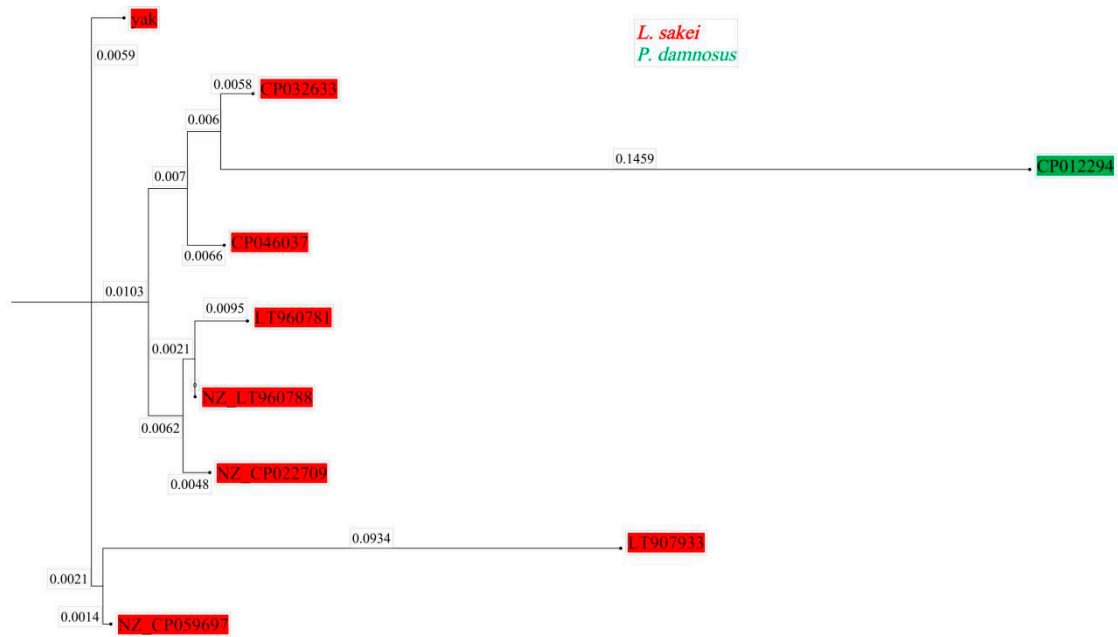 yak
L. sakei
P. damnosus
0.0059
0.0058
CP032633
0.006
0.1459
CP012294
0.007
CP046037
0.0066
0.0103
0.0095
LT960781
0.0021
0
NZ_LT960788
0.0062
NZ_CP022709
0.0048
0.0934
LT907933
0.0021
0.0014
NZ_CP059697